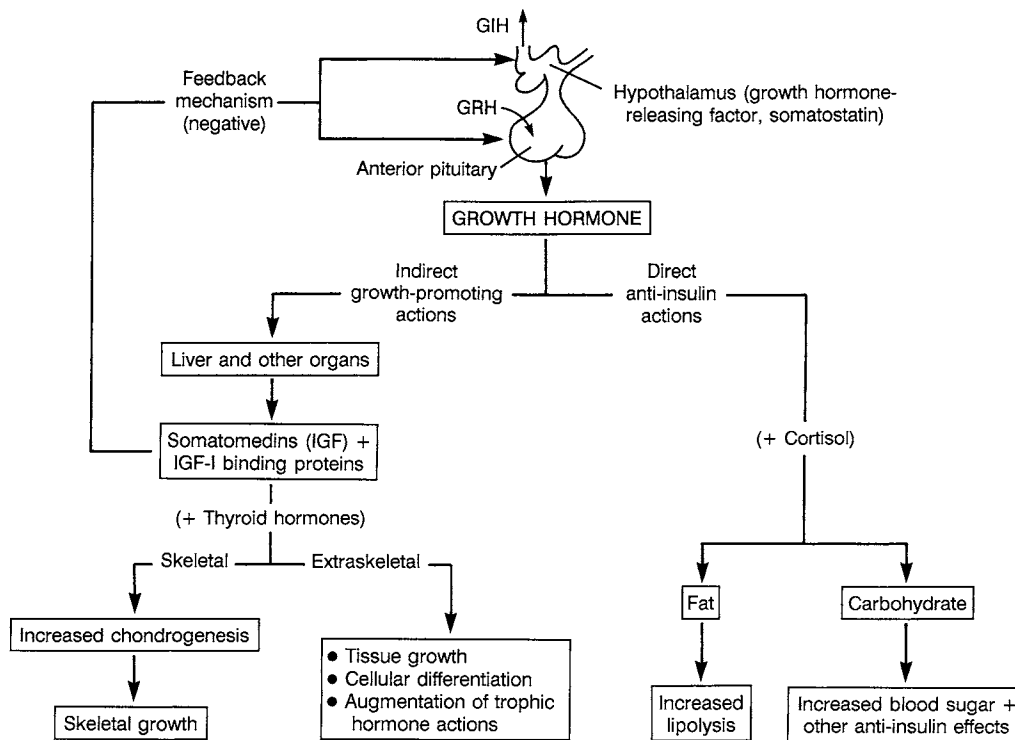 GIH
Feedback
mechanism
(negative)
Hypothalamus (growth hormone-
releasing factor, somatostatin)
GRH
Anterior pituitary
GROWTH HORMONE
Indirect
growth-promoting
actions
Direct
anti-insulin
actions
Liver and other organs
Somatomedins (IGF) +
IGF-I binding proteins
(+ Cortisol)
(+ Thyroid hormones)
Skeletal
Extraskeletal
Increased chondrogenesis
Skeletal growth
● Tissue growth
● Cellular differentiation
● Augmentation of trophic
hormone actions
Fat
Carbohydrate
Increased
lipolysis
Increased blood sugar +
other anti-insulin effects